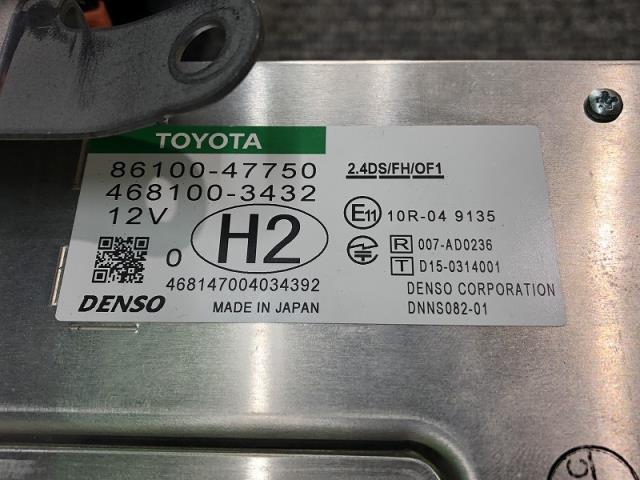 TOYOTA
86100-47750
468100-3432
12V
H2
0
468147004034392
DENSO
MADE IN JAPAN
2.4DS/FH/OF1
E11 10R-04 9135
R 007-AD0236
T D15-0314001
DENSO CORPORATION
DNNS082-01